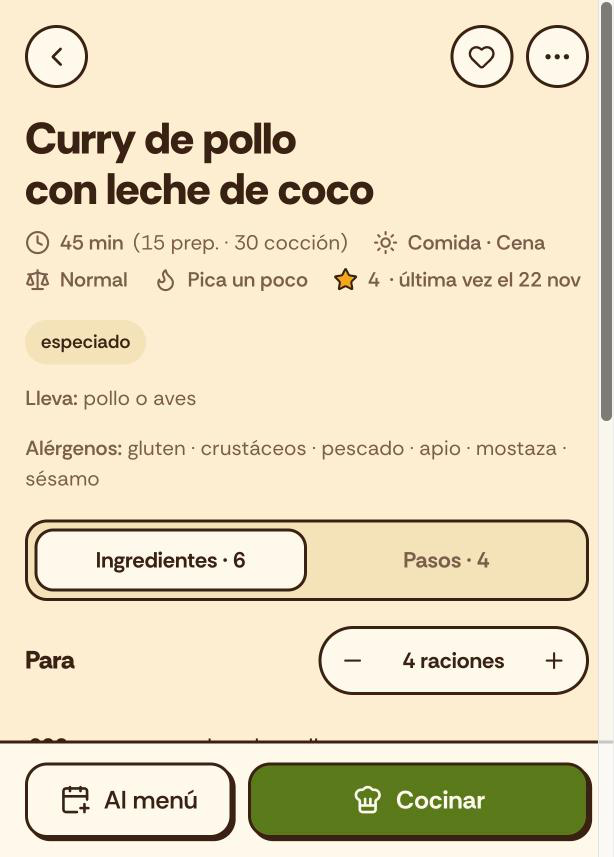 Curry de pollo
con leche de coco
45 min (15 prep. · 30 cocción) Comida · Cena
Normal Pica un poco 4 · última vez el 22 nov
especiado
Lleva: pollo o aves
Alérgenos: gluten · crustáceos · pescado · apio · mostaza ·
sésamo
Ingredientes · 6 Pasos · 4
Para − 4 raciones +
Al menú Cocinar